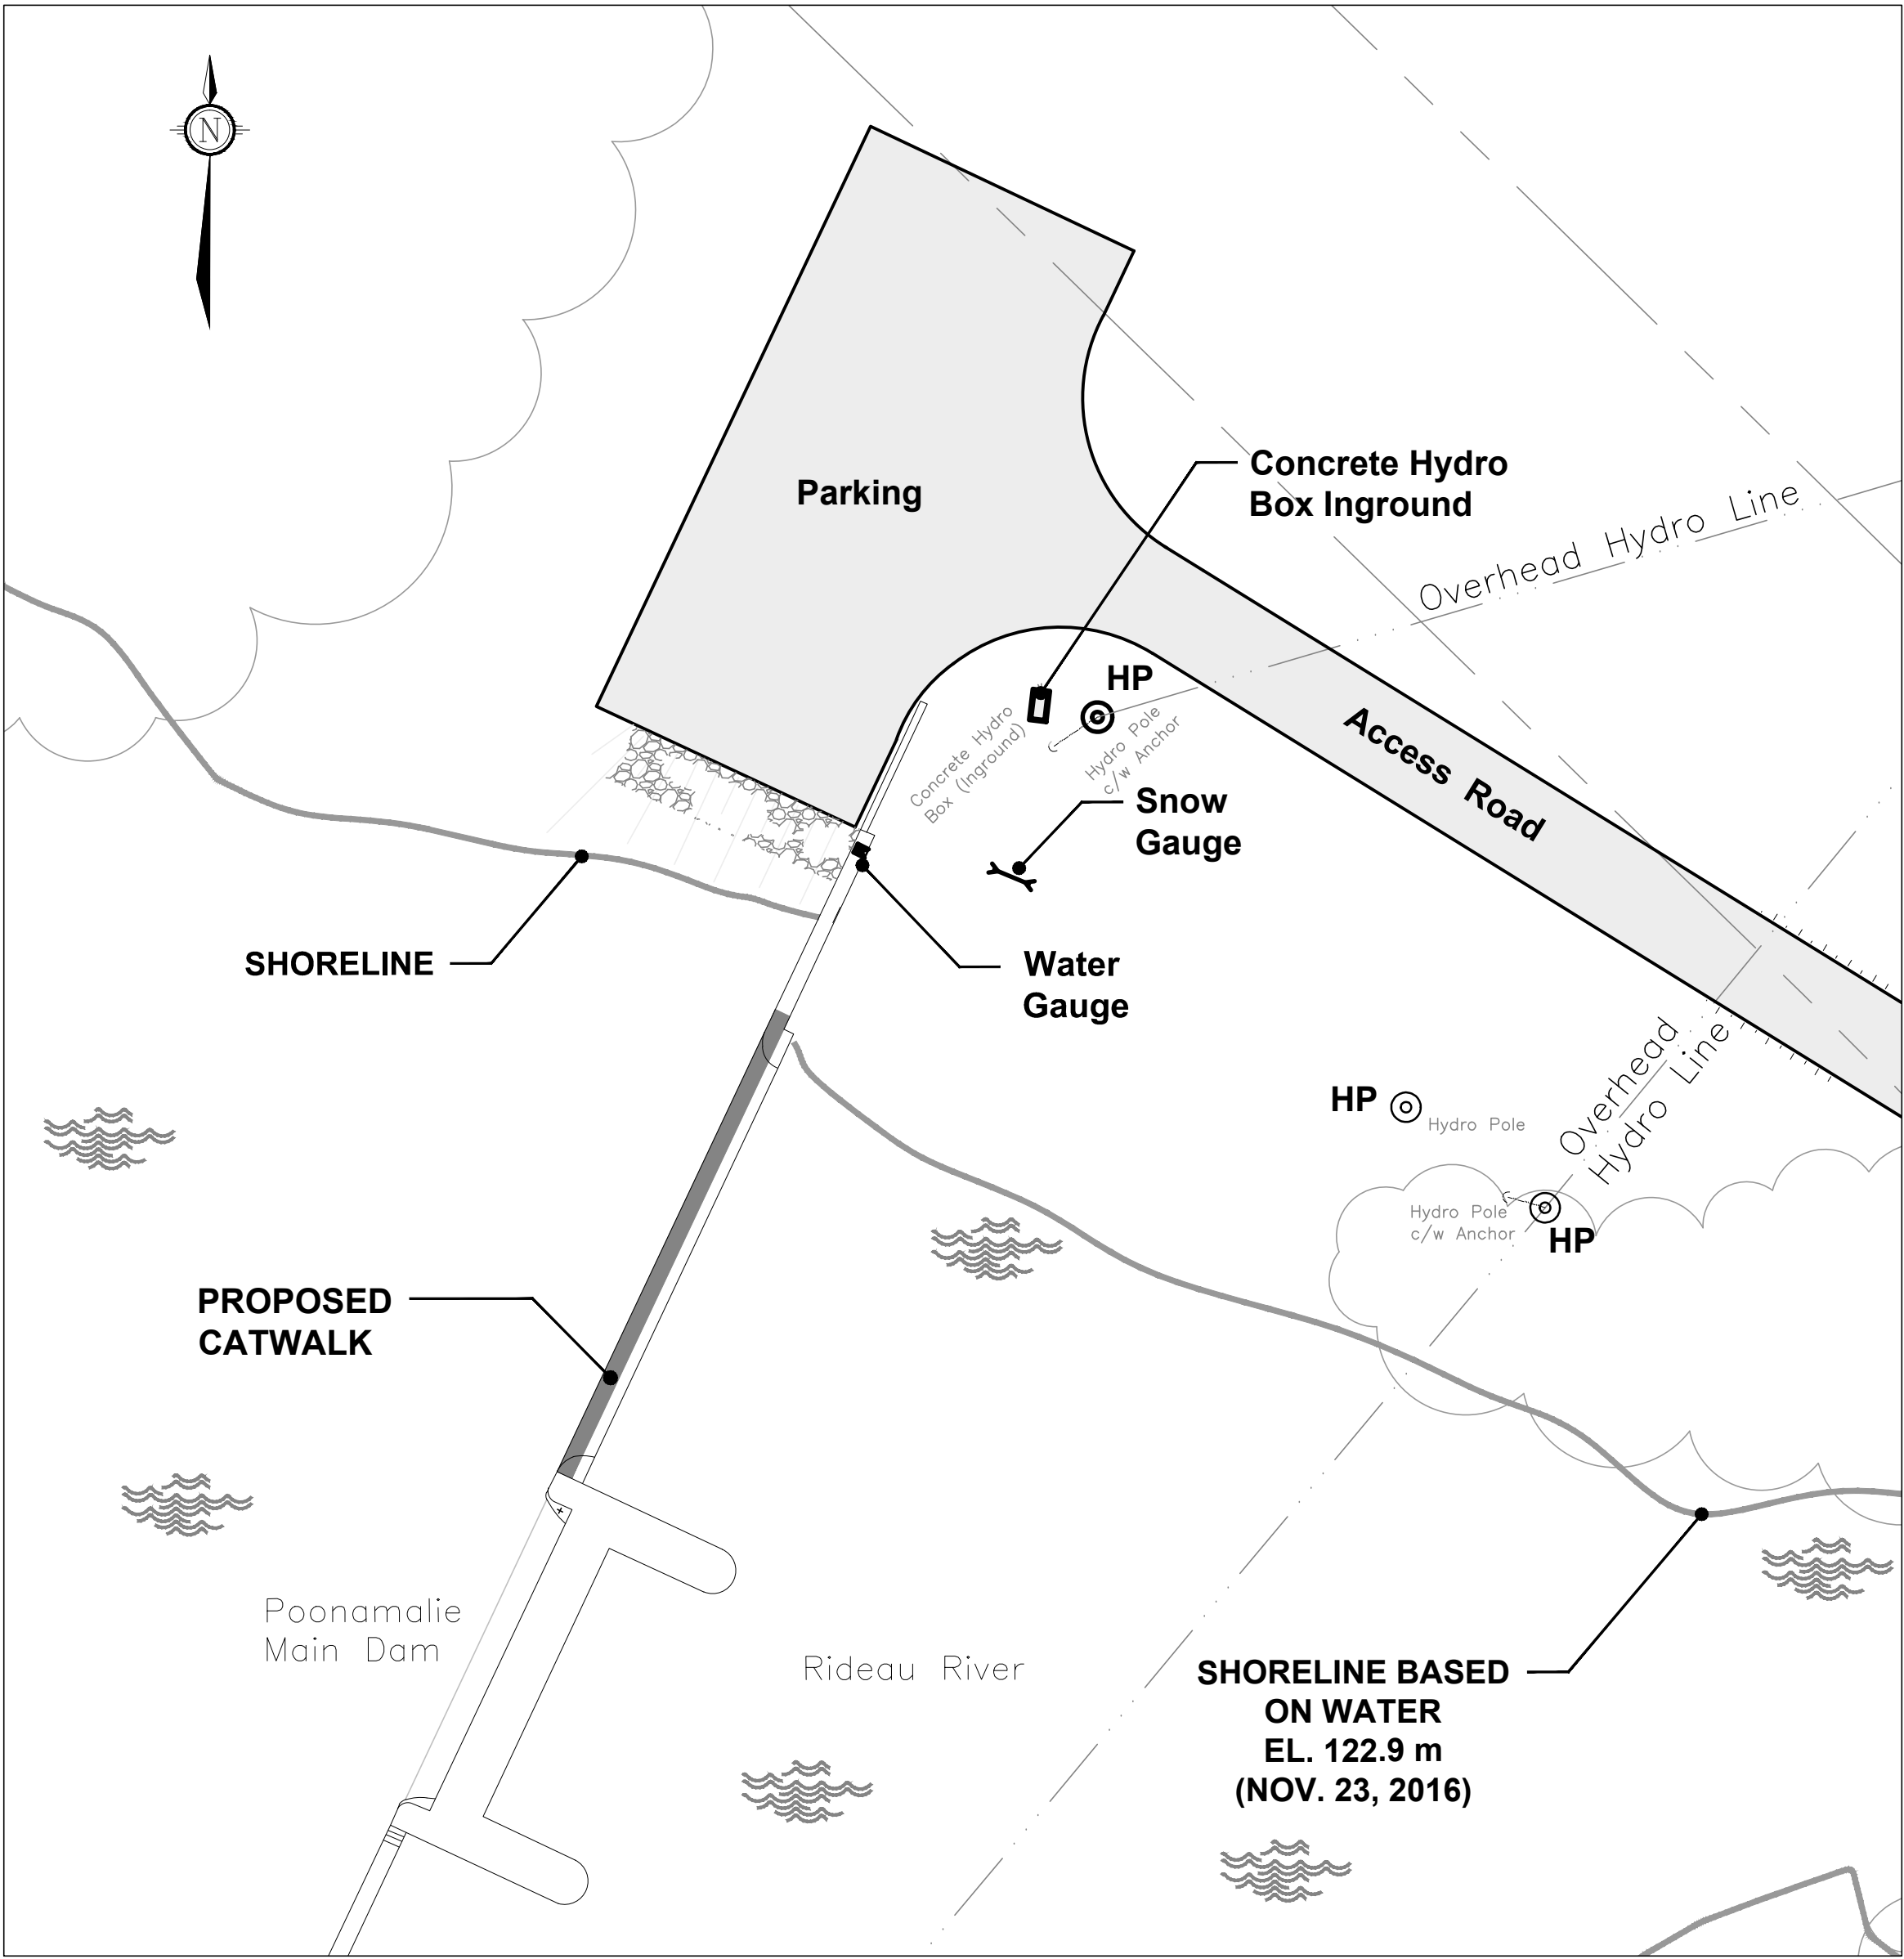 N
Parking
Concrete Hydro
Box Inground
Overhead Hydro Line
HP
Concrete Hydro
Box (Inground)
Hydro Pole
c/w Anchor
Access Road
Snow
Gauge
SHORELINE
Water
Gauge
Overhead
Hydro Line
HP
Hydro Pole
Hydro Pole
c/w Anchor
HP
PROPOSED
CATWALK
Poonamalie
Main Dam
Rideau River
SHORELINE BASED
ON WATER
EL. 122.9 m
(NOV. 23, 2016)